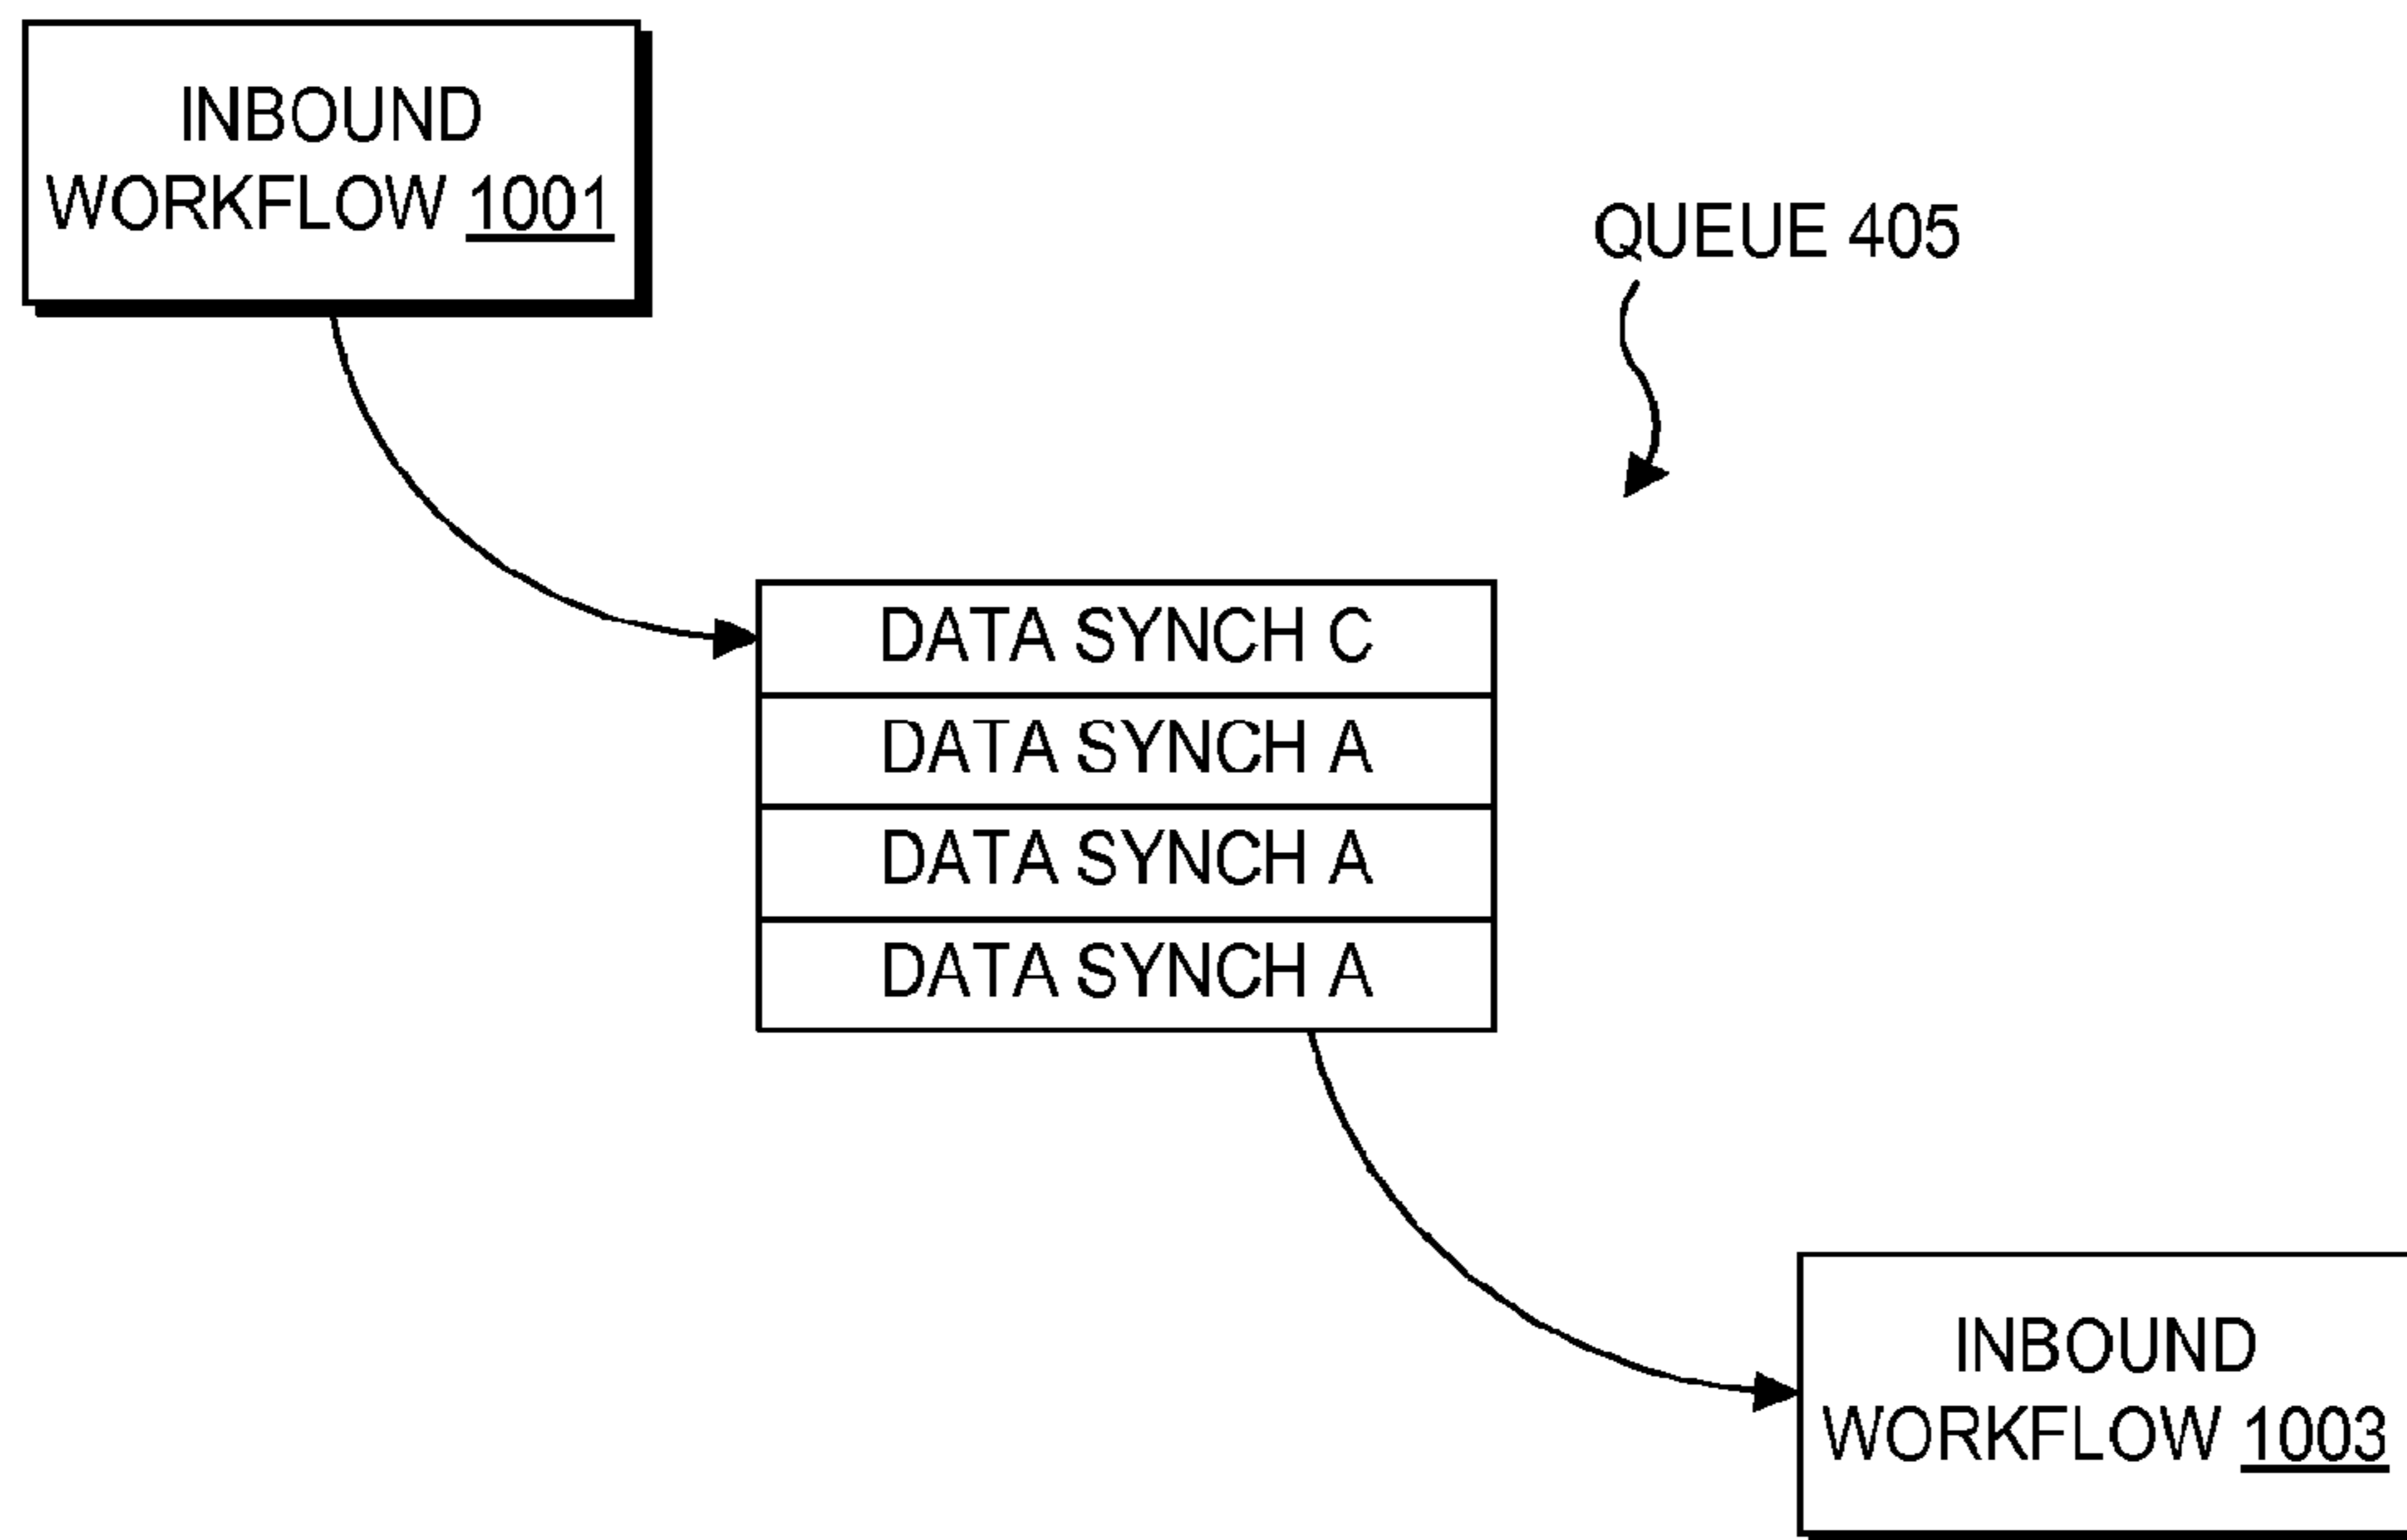 INBOUND
WORKFLOW 1001
QUEUE 405
DATA SYNCH C
DATA SYNCH A
DATA SYNCH A
DATA SYNCH A
INBOUND
WORKFLOW 1003